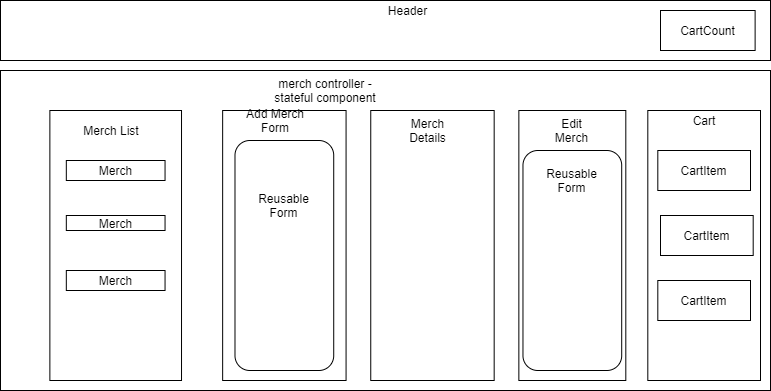 Header
CartCount
merch controller -
stateful component
Merch List
Merch
Merch
Merch
Add Merch
Form
Reusable
Form
Merch
Details
Edit
Merch
Reusable
Form
Cart
CartItem
CartItem
CartItem